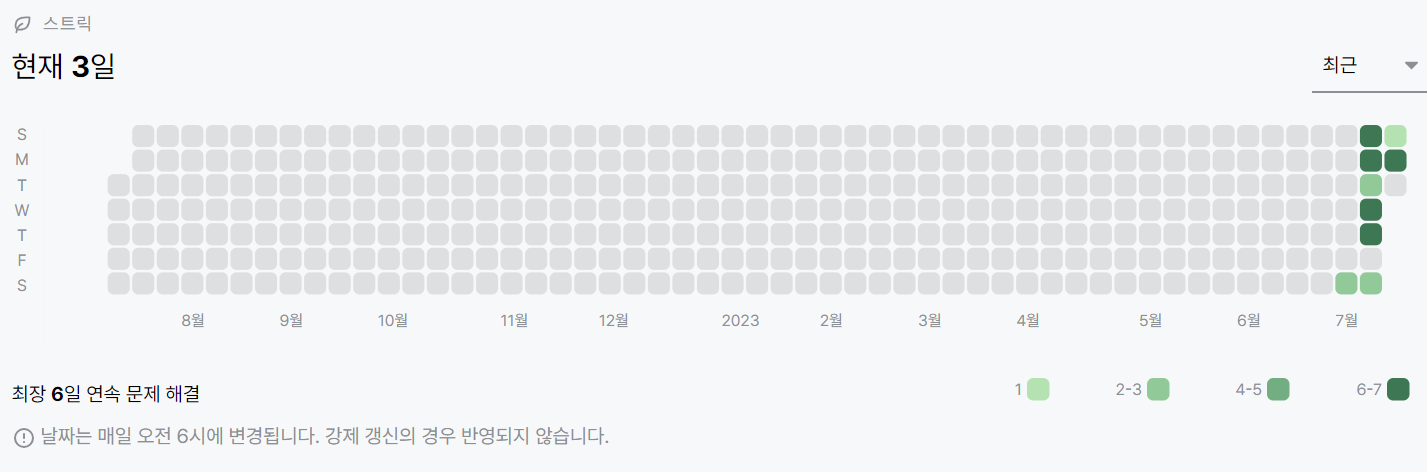 스트릭
현재 3일
최근
S
M
T
W
T
F
S
8월 9월 10월 11월 12월 2023 2월 3월 4월 5월 6월 7월
최장 6일 연속 문제 해결
1 2-3 4-5 6-7
날짜는 매일 오전 6시에 변경됩니다. 강제 갱신의 경우 반영되지 않습니다.